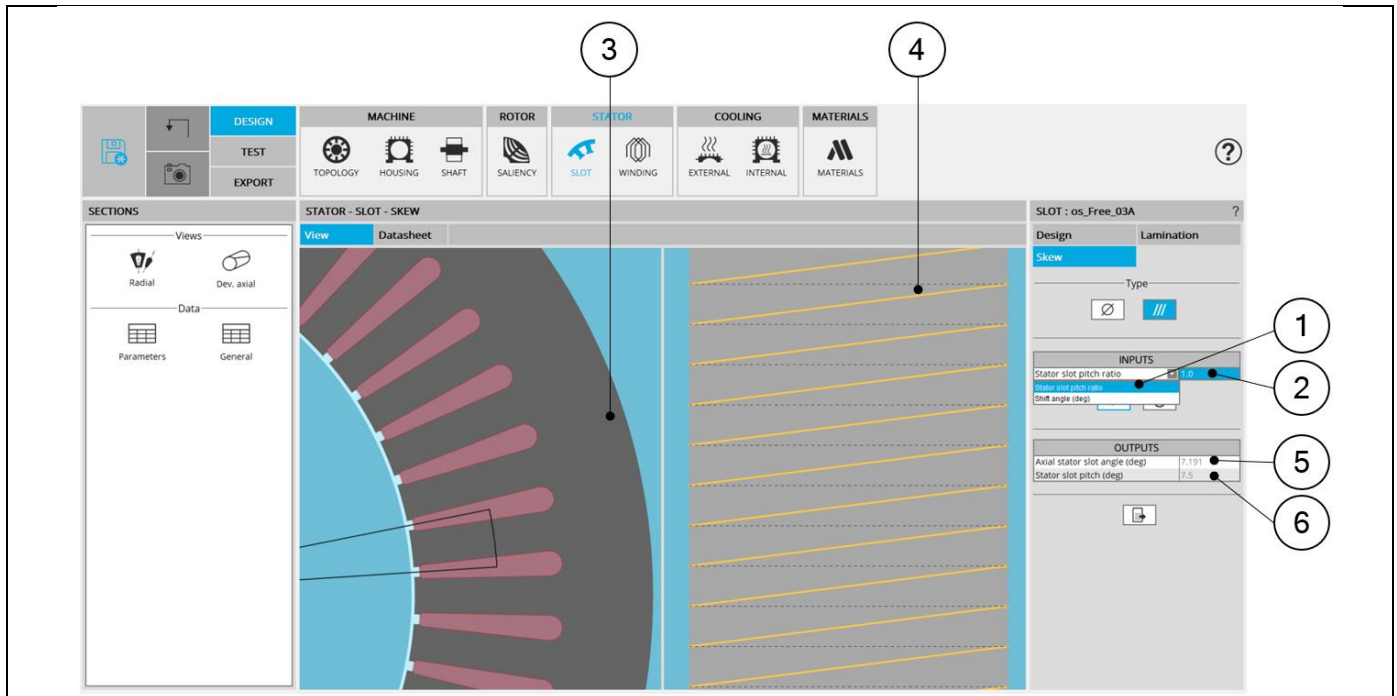 3
4
DESIGN
TEST
EXPORT
MACHINE
ROTOR
STATOR
COOLING
MATERIALS
TOPOLOGY
HOUSING
SHAFT
SALIENCY
SLOT
WINDING
EXTERNAL
INTERNAL
MATERIALS
?
SECTIONS
STATOR - SLOT - SKEW
SLOT : os_Free_03A
?
Views
Radial
Dev. axial
Data
Parameters
General
View
Datasheet
Design
Lamination
Skew
Type
INPUTS
Stator slot pitch ratio
1.0
Stator slot pitch ratio
Shift angle (deg)
OUTPUTS
Axial stator slot angle (deg)
7.191
Stator slot pitch (deg)
7.5
1
2
5
6